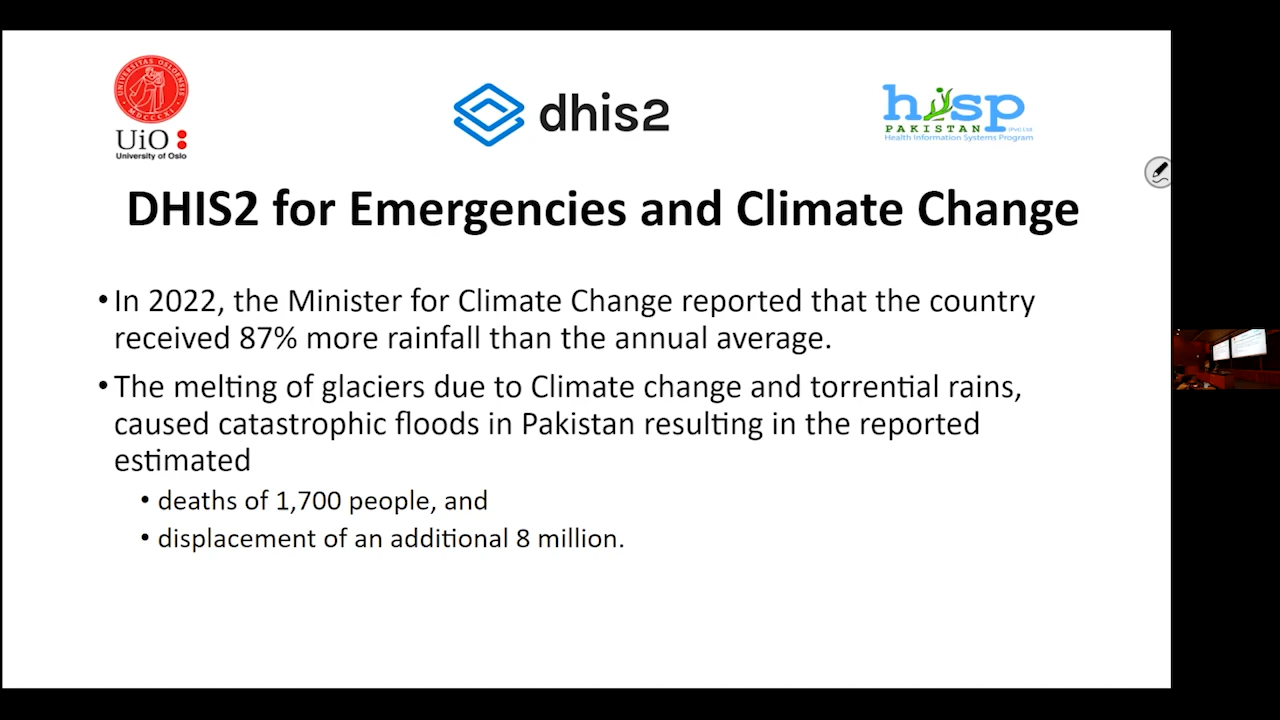 UNIVERSITAS OSLOENSIS
MDCCCXI
UiO
University of Oslo
dhis2
hisp
PAKISTAN (Pvt) Ltd
Health Information Systems Program
DHIS2 for Emergencies and Climate Change
• In 2022, the Minister for Climate Change reported that the country
received 87% more rainfall than the annual average.
• The melting of glaciers due to Climate change and torrential rains,
caused catastrophic floods in Pakistan resulting in the reported
estimated
• deaths of 1,700 people, and
• displacement of an additional 8 million.